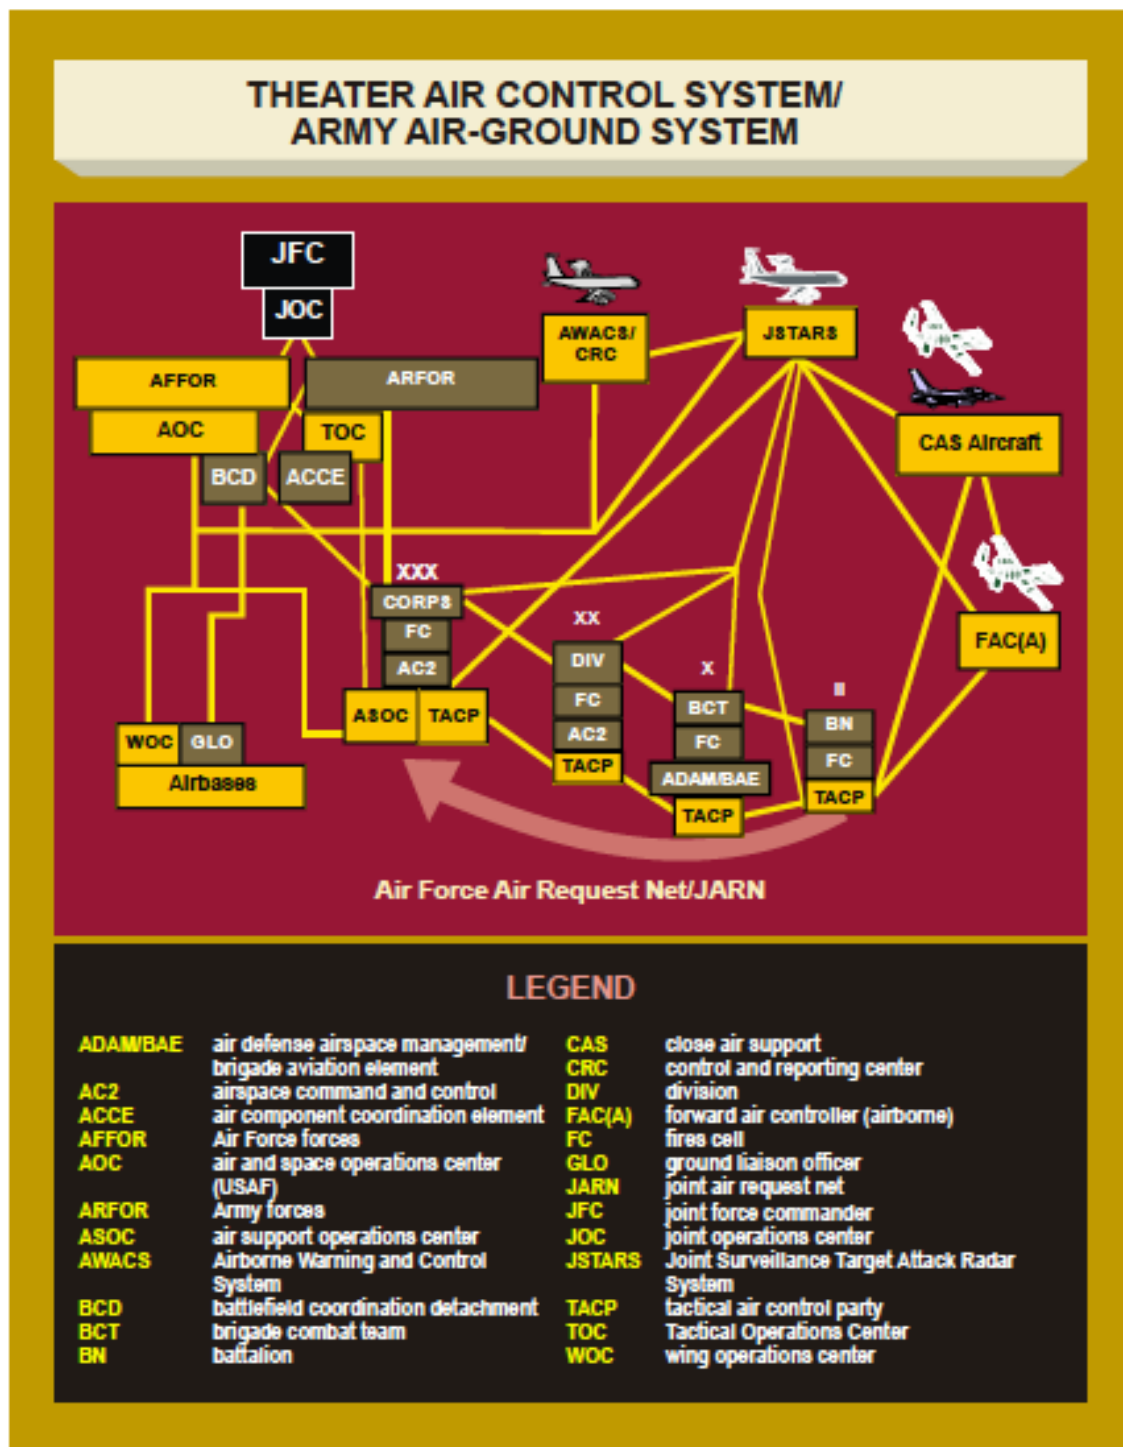 THEATER AIR CONTROL SYSTEM/
ARMY AIR-GROUND SYSTEM
JFC
JOC
AFFOR
ARFOR
AOC
TOC
BCD
ACCE
AWACS/
CRC
JSTARS
CAS Aircraft
FAC(A)
XXX
CORPS
FC
AC2
ASOC
TACP
XX
DIV
FC
AC2
TACP
X
BCT
FC
ADAM/BAE
TACP
II
BN
FC
TACP
WOC
GLO
Airbases
Air Force Air Request Net/JARN
LEGEND
ADAM/BAE air defense airspace management/
brigade aviation element
AC2 airspace command and control
ACCE air component coordination element
AFFOR Air Force forces
AOC air and space operations center
(USAF)
ARFOR Army forces
ASOC air support operations center
AWACS Airborne Warning and Control
System
BCD battlefield coordination detachment
BCT brigade combat team
BN battalion
CAS close air support
CRC control and reporting center
DIV division
FAC(A) forward air controller (airborne)
FC fires cell
GLO ground liaison officer
JARN joint air request net
JFC joint force commander
JOC joint operations center
JSTARS Joint Surveillance Target Attack Radar
System
TACP tactical air control party
TOC Tactical Operations Center
WOC wing operations center